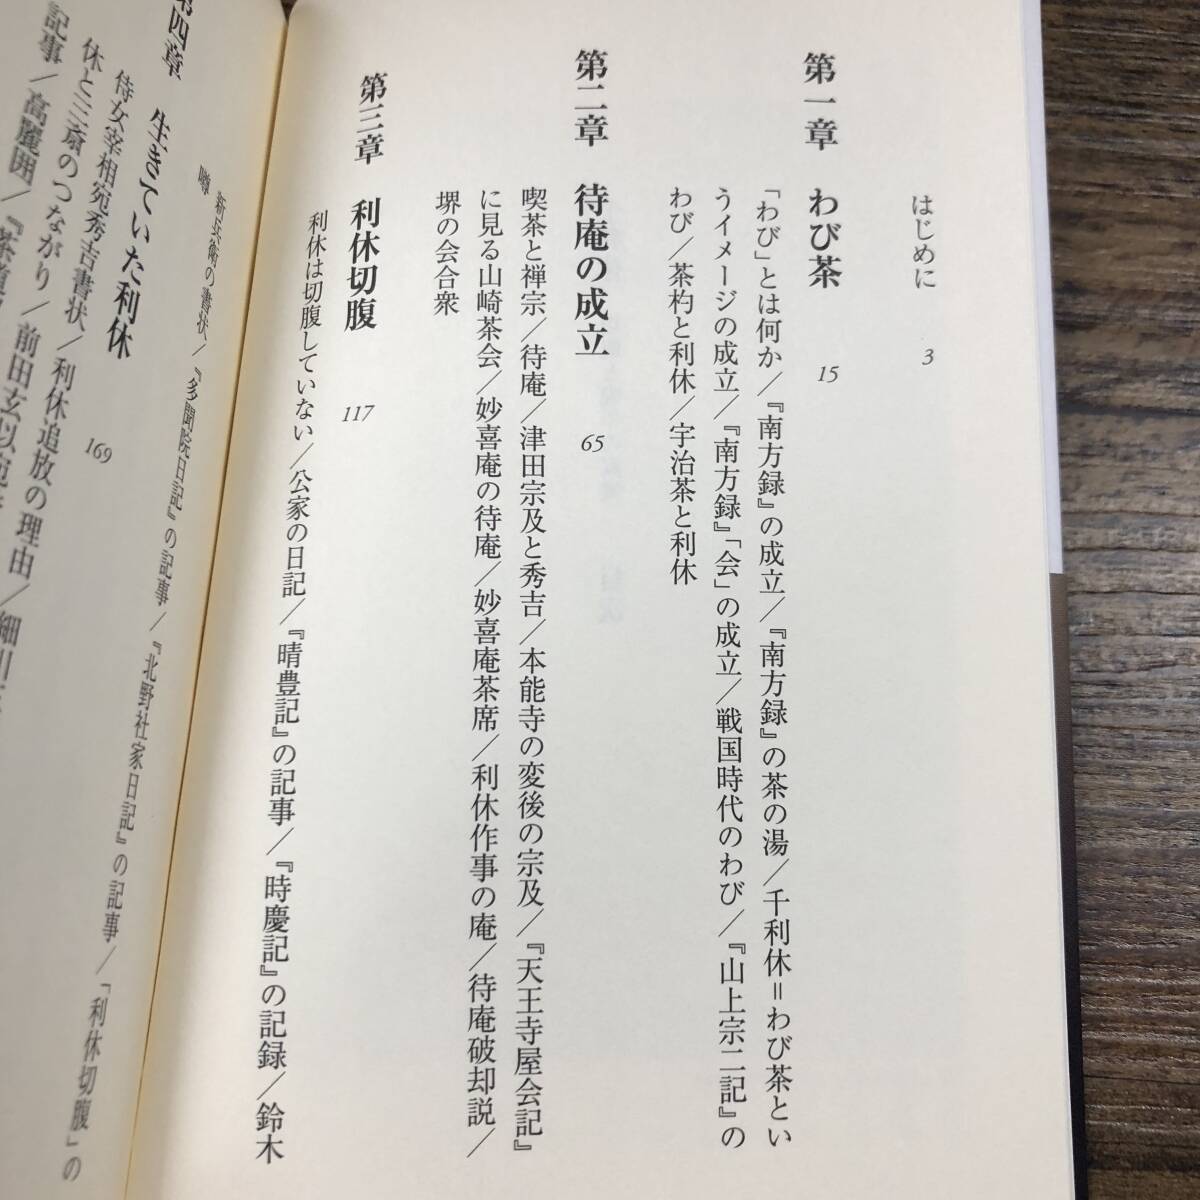 はじめに 3
第一章 わび茶 15
「わび」とは何か／『南方録』の成立／『南方録』の茶の湯／千利休＝わび茶とい
うイメージの成立／『南方録』「会」の成立／戦国時代のわび／『山上宗二記』の
わび／茶杓と利休／宇治茶と利休
第二章 待庵の成立 65
喫茶と禅宗／待庵／津田宗及と秀吉／本能寺の変後の宗及／『天王寺屋会記』
に見る山崎茶会／妙喜庵の待庵／妙喜庵茶席／利休作事の庵／待庵破却説／
堺の会合衆
第三章 利休切腹 117
利休は切腹していない／公家の日記／『晴豊記』の記事／『時慶記』の記録／鈴木
新兵衛の書状／『多聞院日記』の記事／『北野社家日記』の記事／「利休切腹」の
噂
第四章 生きていた利休 169
侍女宰相宛秀吉書状／利休追放の理由／細川
休と三斎のつながり／前田玄以宛
記事／高麗囲／『茶道